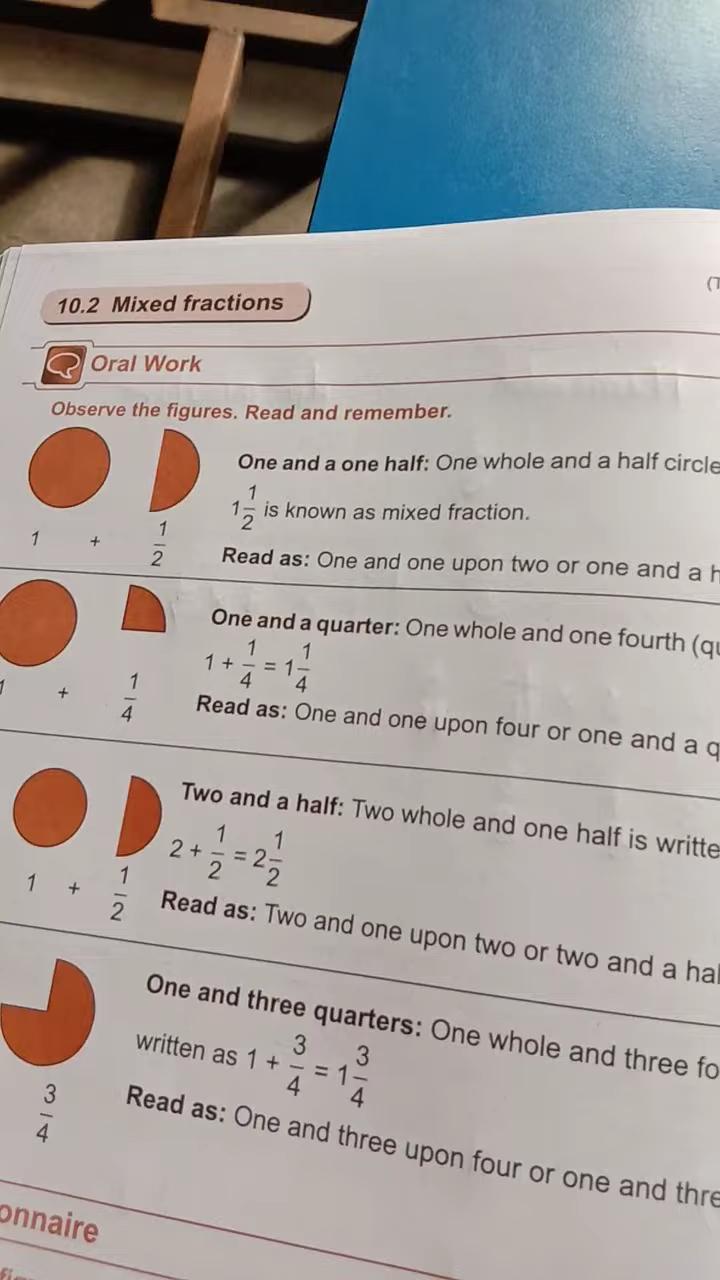 10.2 Mixed fractions
Oral Work
Observe the figures. Read and remember.
One and a one half: One whole and a half circle
1 1/2 is known as mixed fraction.
1 + 1/2
Read as: One and one upon two or one and a h
One and a quarter: One whole and one fourth (qu
1 + 1/4 = 1 1/4
1 + 1/4
Read as: One and one upon four or one and a q
Two and a half: Two whole and one half is writte
2 + 1/2 = 2 1/2
1 + 1/2
Read as: Two and one upon two or two and a hal
One and three quarters: One whole and three fo
written as 1 + 3/4 = 1 3/4
3/4
Read as: One and three upon four or one and thre
onnaire